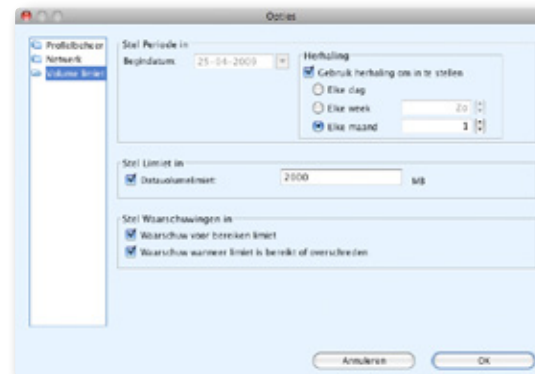 Opties
Profielbeheer
Netwerk
Volume limiet
Stel Periode in
Begindatum: 25-04-2009
Herhaling
Gebruik herhaling om in te stellen
Elke dag
Elke week Zo
Elke maand 1
Stel Limiet in
Datavolumelimiet: 2000 MB
Stel Waarschuwingen in
Waarschuw voor bereiken limiet
Waarschuw wanneer limiet is bereikt of overschreden
Annuleren OK